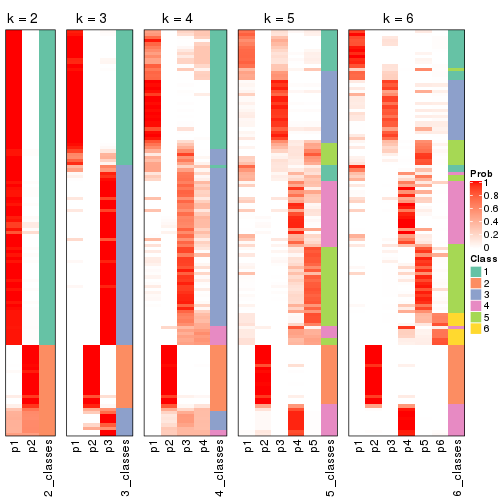 k = 2
k = 3
k = 4
k = 5
k = 6
Prob
1
0.8
0.6
0.4
0.2
0
Class
1
2
3
4
5
6
p1
p2
2_classes
p1
p2
p3
3_classes
p1
p2
p3
p4
4_classes
p1
p2
p3
p4
p5
5_classes
p1
p2
p3
p4
p5
p6
6_classes